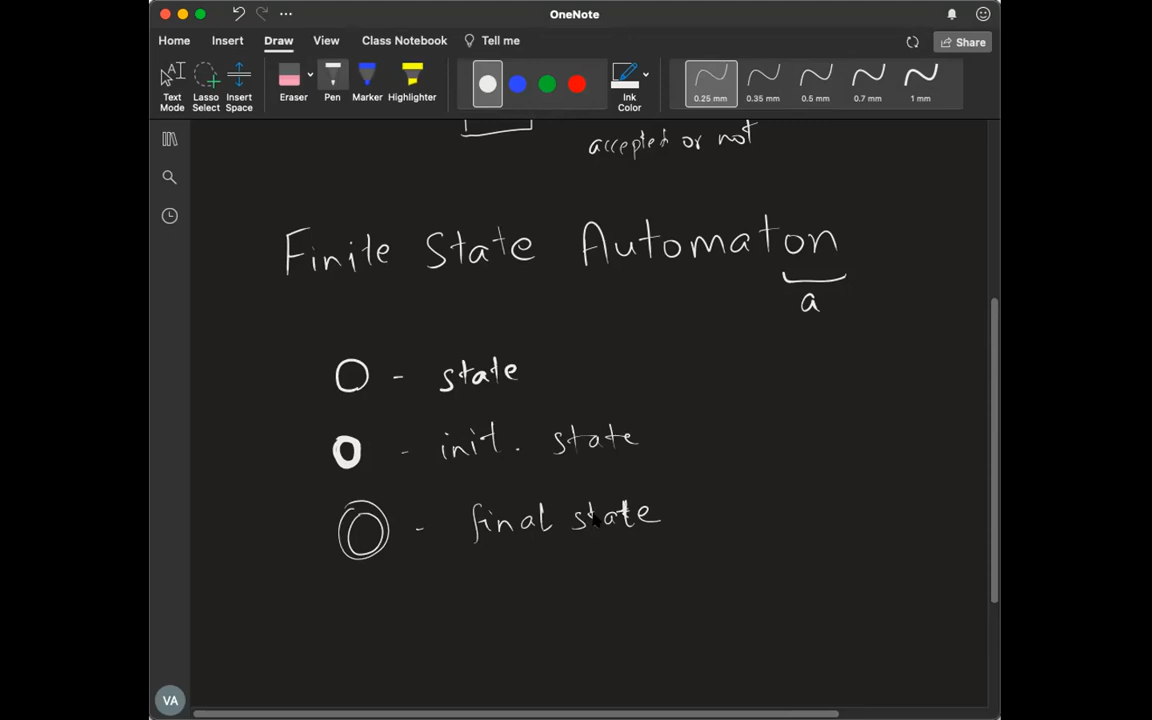 OneNote
Home Insert Draw View Class Notebook Tell me Share
Text Mode Lasso Select Insert Space Eraser Pen Marker Highlighter Ink Color 0.25 mm 0.35 mm 0.5 mm 0.7 mm 1 mm
accepted or not
Finite State Automaton
a
- state
- init. state
- final state
VA